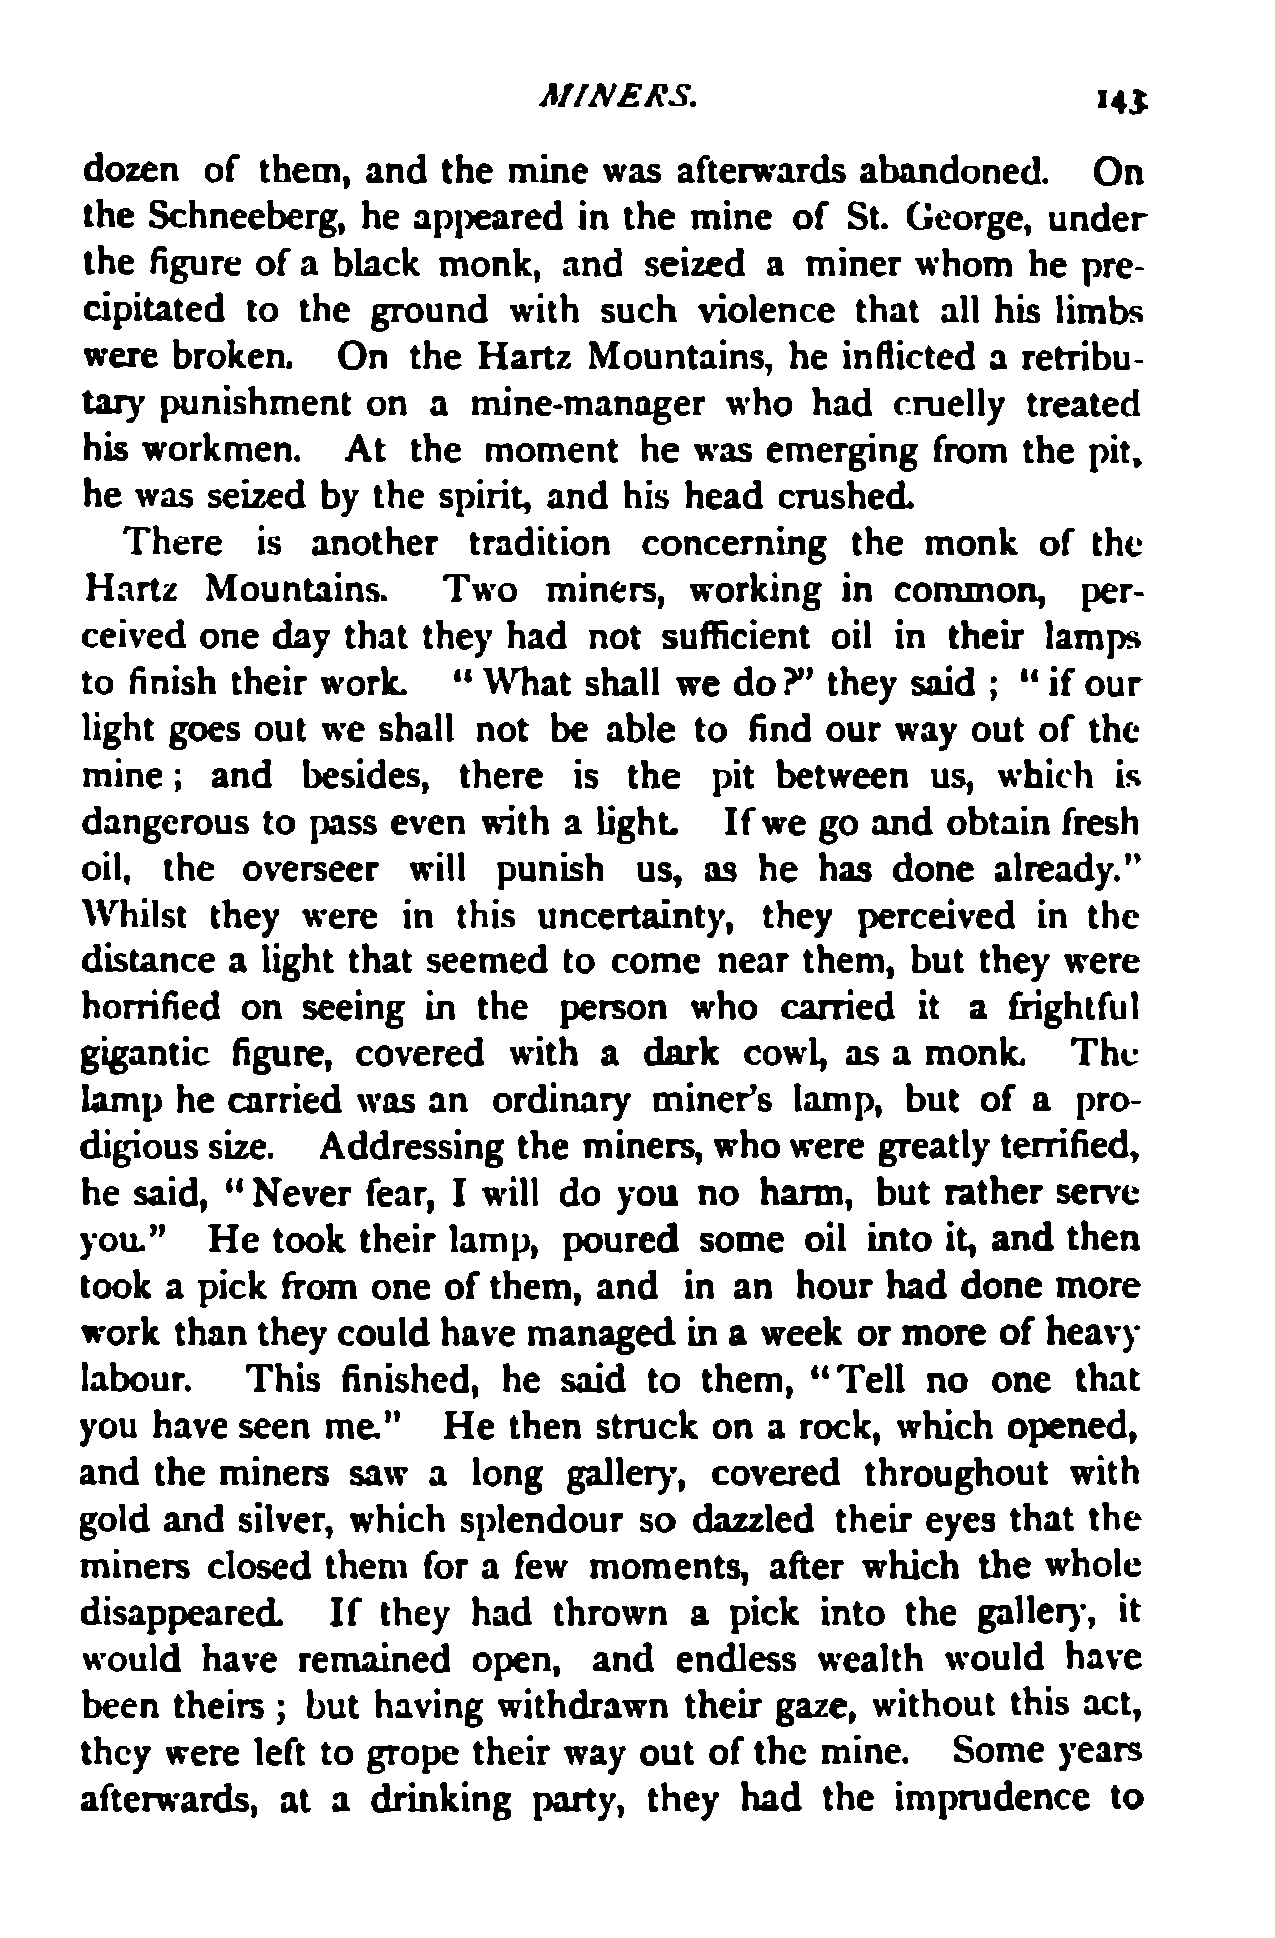 MINERS. 143
dozen of them, and the mine was afterwards abandoned. On
the Schneeberg, he appeared in the mine of St. George, under
the figure of a black monk, and seized a miner whom he pre-
cipitated to the ground with such violence that all his limbs
were broken. On the Hartz Mountains, he inflicted a retribu-
tary punishment on a mine-manager who had cruelly treated
his workmen. At the moment he was emerging from the pit,
he was seized by the spirit, and his head crushed.
There is another tradition concerning the monk of the
Hartz Mountains. Two miners, working in common, per-
ceived one day that they had not sufficient oil in their lamps
to finish their work. "What shall we do?" they said ; "if our
light goes out we shall not be able to find our way out of the
mine ; and besides, there is the pit between us, which is
dangerous to pass even with a light. If we go and obtain fresh
oil, the overseer will punish us, as he has done already."
Whilst they were in this uncertainty, they perceived in the
distance a light that seemed to come near them, but they were
horrified on seeing in the person who carried it a frightful
gigantic figure, covered with a dark cowl, as a monk. The
lamp he carried was an ordinary miner's lamp, but of a pro-
digious size. Addressing the miners, who were greatly terrified,
he said, "Never fear, I will do you no harm, but rather serve
you." He took their lamp, poured some oil into it, and then
took a pick from one of them, and in an hour had done more
work than they could have managed in a week or more of heavy
labour. This finished, he said to them, "Tell no one that
you have seen me." He then struck on a rock, which opened,
and the miners saw a long gallery, covered throughout with
gold and silver, which splendour so dazzled their eyes that the
miners closed them for a few moments, after which the whole
disappeared. If they had thrown a pick into the gallery, it
would have remained open, and endless wealth would have
been theirs ; but having withdrawn their gaze, without this act,
they were left to grope their way out of the mine. Some years
afterwards, at a drinking party, they had the imprudence to